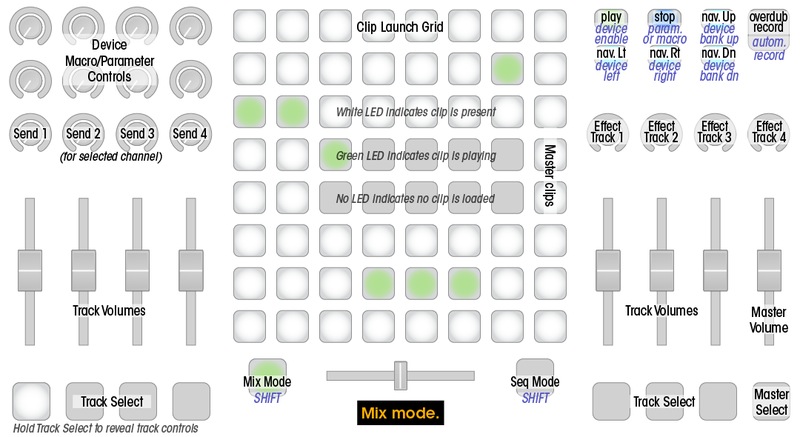 Device
Macro/Parameter
Controls
Send 1 Send 2 Send 3 Send 4
(for selected channel)
Track Volumes
Track Select
Hold Track Select to reveal track controls
Clip Launch Grid
White LED indicates clip is present
Green LED indicates clip is playing
No LED indicates no clip is loaded
Master clips
Mix Mode
SHIFT
Mix mode.
Seq Mode
SHIFT
play
device
enable
stop
param.
or macro
nav. Up
device
bank up
overdub
record
autom.
record
nav. Lt
device
left
nav. Rt
device
right
nav. Dn
device
bank dn
Effect
Track 1
Effect
Track 2
Effect
Track 3
Effect
Track 4
Track Volumes
Master
Volume
Track Select
Master
Select